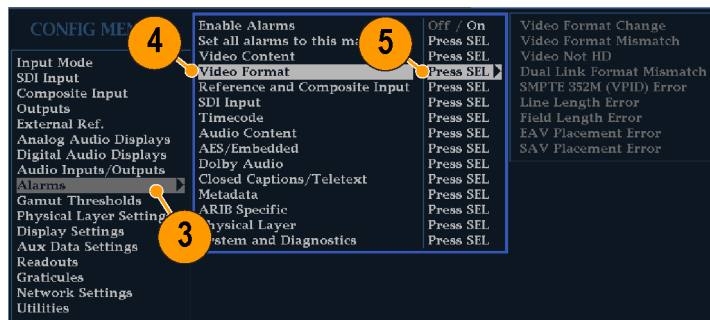 CONFIG
Input Mode
SDI Input
Composite Input
Outputs
External Ref.
Analog Audio Displays
Digital Audio Displays
Audio Inputs/Outputs
Alarms
Gamut Thresholds
Physical Layer
Display Settings
Aux Data Settings
Readouts
Graticules
Network Settings
Utilities
3
4
Enable Alarms Off / On
Set all alarms to this Press SEL
Video Content Press SEL
Video Format Press SEL
Reference and Composite Input Press SEL
SDI Input Press SEL
Timecode Press SEL
Audio Content Press SEL
AES/Embedded Press SEL
Dolby Audio Press SEL
Closed Captions/Teletext Press SEL
Metadata Press SEL
ARIB Specific Press SEL
Physical Layer Press SEL
System and Diagnostics Press SEL
5
Video Format Change
Video Format Mismatch
Video Not HD
Dual Link Format Mismatch
SMPTE 352M (VPID) Error
Line Length Error
Field Length Error
EAV Placement Error
SAV Placement Error